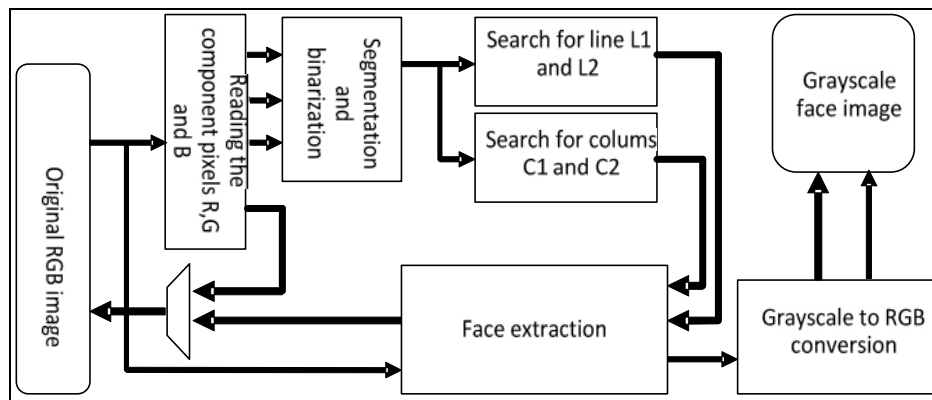 Original RGB image
Reading the
component pixels R,G
and B
Segmentation
and
binarization
Search for line L1
and L2
Search for colums
C1 and C2
Face extraction
Grayscale to RGB
conversion
Grayscale
face image